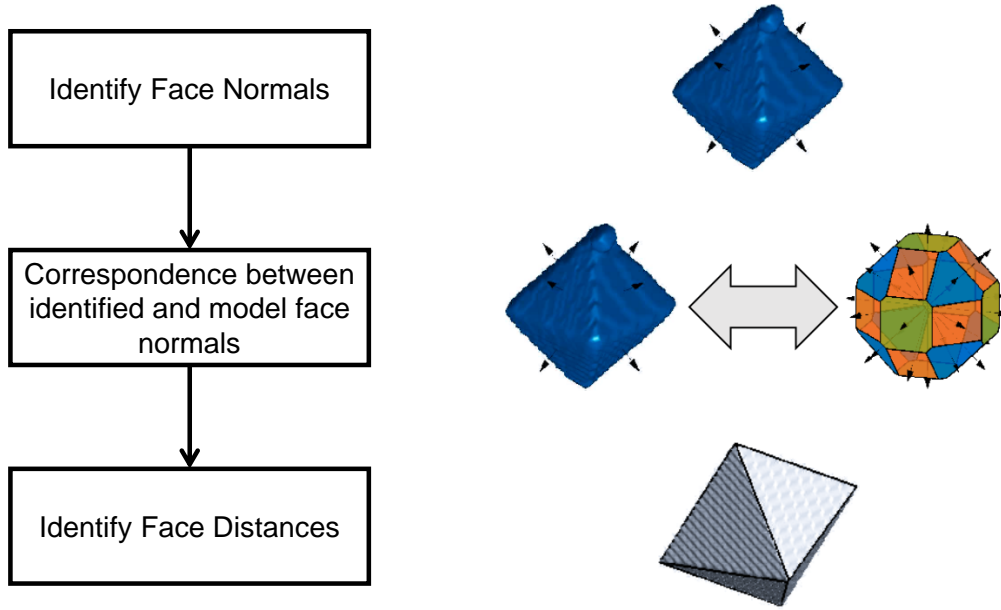 Identify Face Normals
Correspondence between
identified and model face
normals
Identify Face Distances